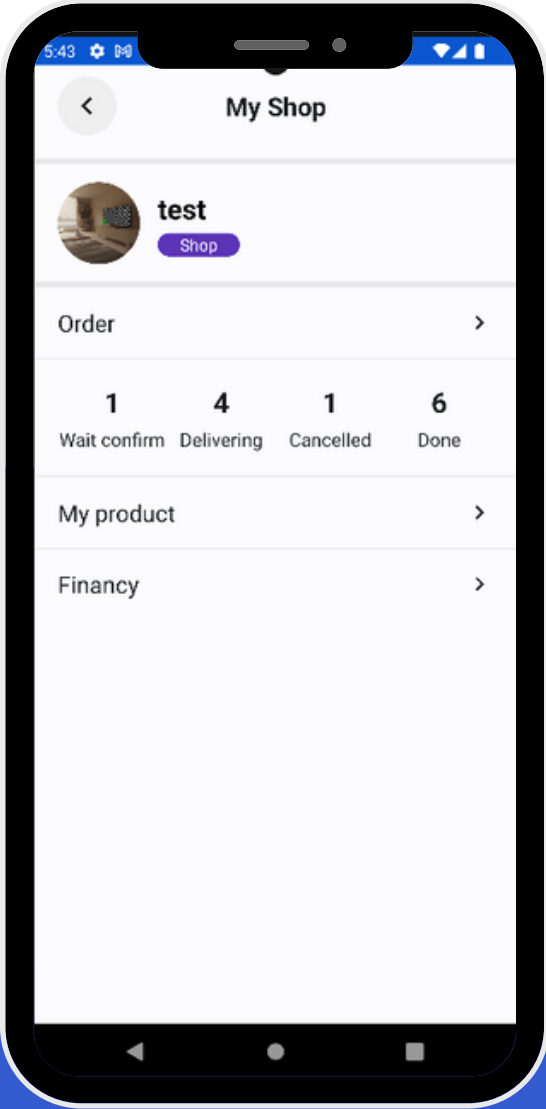 5:43
My Shop
test
Shop
Order
1 4 1 6
Wait confirm Delivering Cancelled Done
My product
Financy